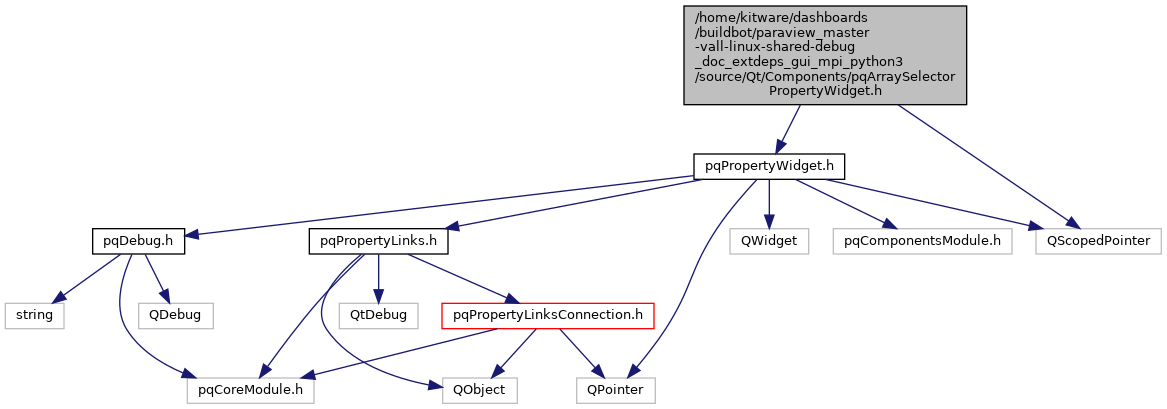 /home/kitware/dashboards
/buildbot/paraview_master
-vall-linux-shared-debug
_doc_extdeps_gui_mpi_python3
/source/Qt/Components/pqArraySelector
PropertyWidget.h
pqPropertyWidget.h
pqDebug.h
pqPropertyLinks.h
QWidget
pqComponentsModule.h
QScopedPointer
string
QDebug
QtDebug
pqPropertyLinksConnection.h
pqCoreModule.h
QObject
QPointer